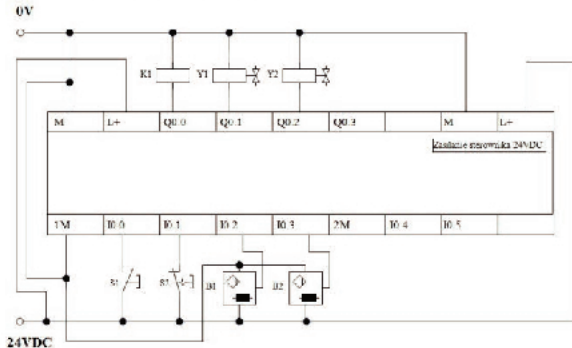 0V
K1 Y1 Y2
M L+ Q0.0 Q0.1 Q0.2 Q0.3 M L+
Zasilanie sterownika 24VDC
1M I0.0 I0.1 I0.2 I0.3 2M I0.4 I0.5
S1 S2 B1 B2
24VDC